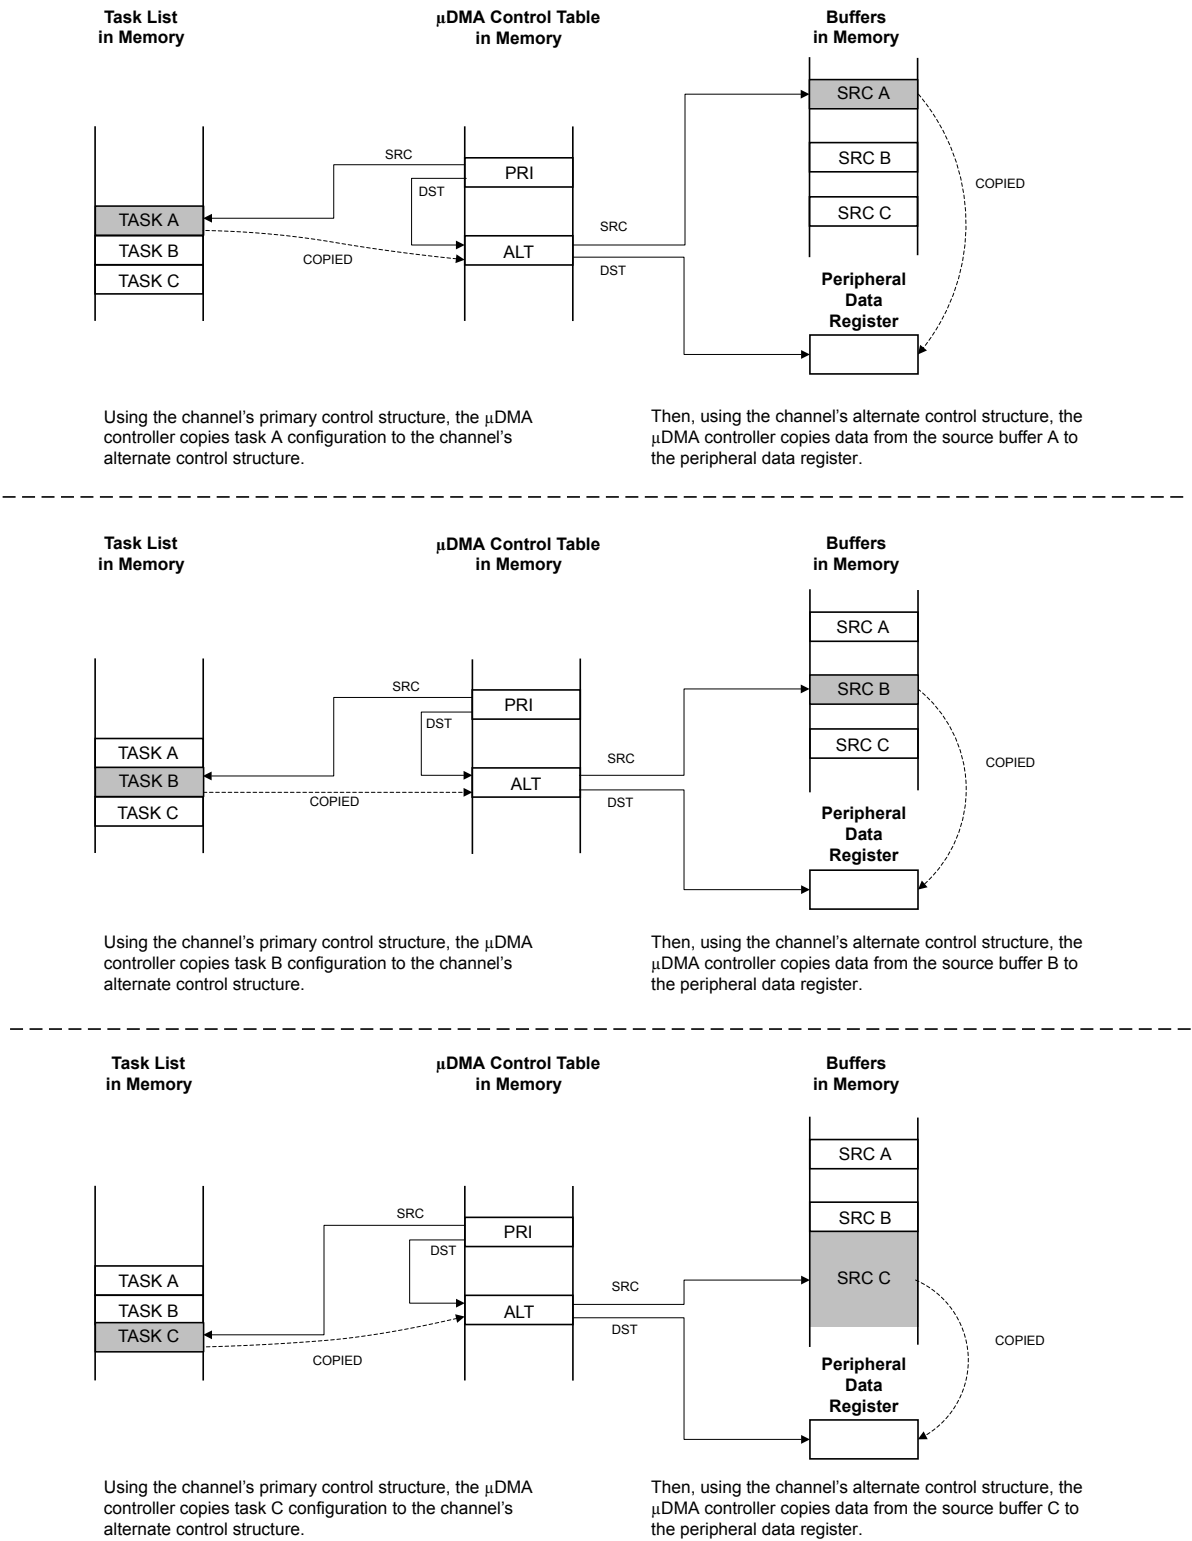 Task List
in Memory
μDMA Control Table
in Memory
Buffers
in Memory
SRC A
SRC B
SRC C
COPIED
SRC
PRI
DST
TASK A
TASK B
TASK C
COPIED
ALT
SRC
DST
Peripheral
Data
Register
Using the channel's primary control structure, the μDMA
controller copies task A configuration to the channel's
alternate control structure.
Then, using the channel's alternate control structure, the
μDMA controller copies data from the source buffer A to
the peripheral data register.
Task List
in Memory
μDMA Control Table
in Memory
Buffers
in Memory
SRC A
SRC B
SRC C
COPIED
SRC
PRI
DST
TASK A
TASK B
TASK C
COPIED
ALT
SRC
DST
Peripheral
Data
Register
Using the channel's primary control structure, the μDMA
controller copies task B configuration to the channel's
alternate control structure.
Then, using the channel's alternate control structure, the
μDMA controller copies data from the source buffer B to
the peripheral data register.
Task List
in Memory
μDMA Control Table
in Memory
Buffers
in Memory
SRC A
SRC B
SRC C
COPIED
SRC
PRI
DST
TASK A
TASK B
TASK C
COPIED
ALT
SRC
DST
Peripheral
Data
Register
Using the channel's primary control structure, the μDMA
controller copies task C configuration to the channel's
alternate control structure.
Then, using the channel's alternate control structure, the
μDMA controller copies data from the source buffer C to
the peripheral data register.